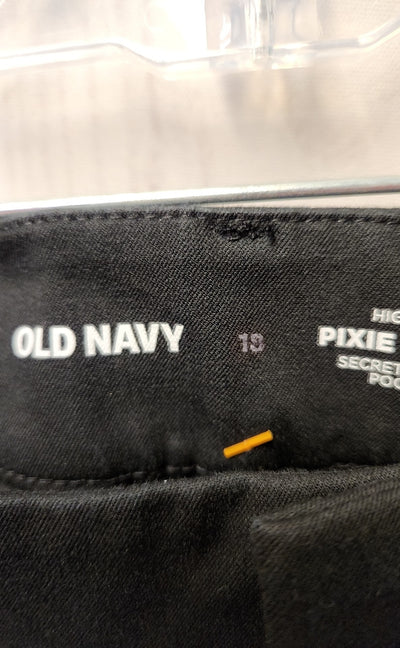 OLD NAVY
18
HIG
PIXIE
SECRET
POC